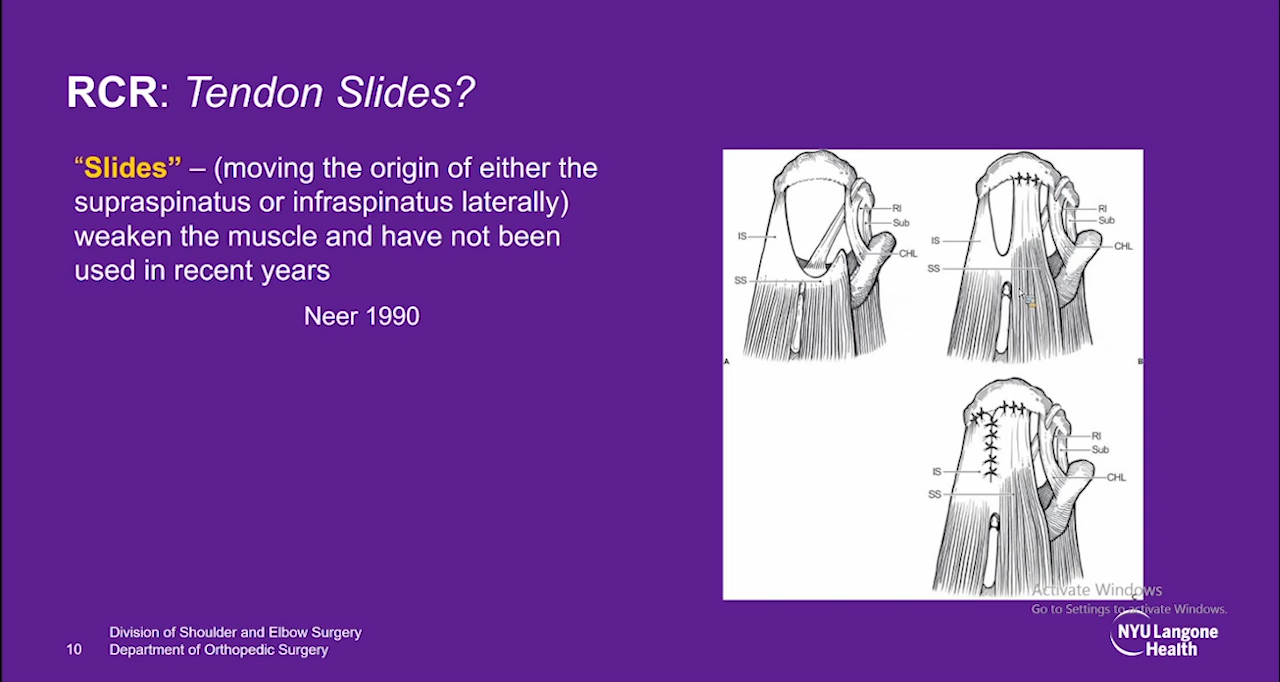 RCR: Tendon Slides?
“Slides” – (moving the origin of either the
supraspinatus or infraspinatus laterally)
weaken the muscle and have not been
used in recent years
Neer 1990
RI
Sub
IS
CHL
SS
A
RI
Sub
IS
CHL
SS
B
RI
Sub
IS
CHL
SS
C
Activate Windows
Go to Settings to activate Windows.
10
Division of Shoulder and Elbow Surgery
Department of Orthopedic Surgery
NYU Langone
Health